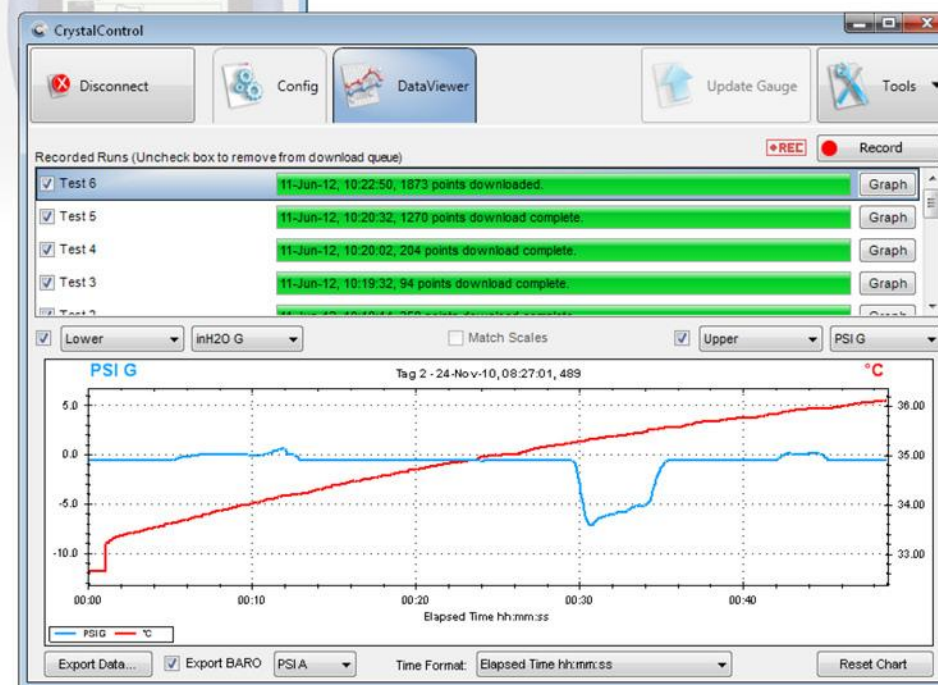 CrystalControl
Disconnect
Config
DataViewer
Update Gauge
Tools
Recorded Runs (Uncheck box to remove from download queue)
REC
Record
Test 6
11-Jun-12, 10:22:50, 1873 points downloaded.
Graph
Test 5
11-Jun-12, 10:20:32, 1270 points download complete.
Graph
Test 4
11-Jun-12, 10:20:02, 204 points download complete.
Graph
Test 3
11-Jun-12, 10:19:32, 94 points download complete.
Graph
Lower
inH2O G
Match Scales
Upper
PSI G
PSI G
Tag 2 - 24-Nov-10, 08:27:01, 489
°C
5.0
36.00
0.0
35.00
-5.0
34.00
-10.0
33.00
00:00 00:10 00:20 00:30 00:40
Elapsed Time hh:mm:ss
PSI G °C
Export Data...
Export BARO
PSI A
Time Format:
Elapsed Time hh:mm:ss
Reset Chart